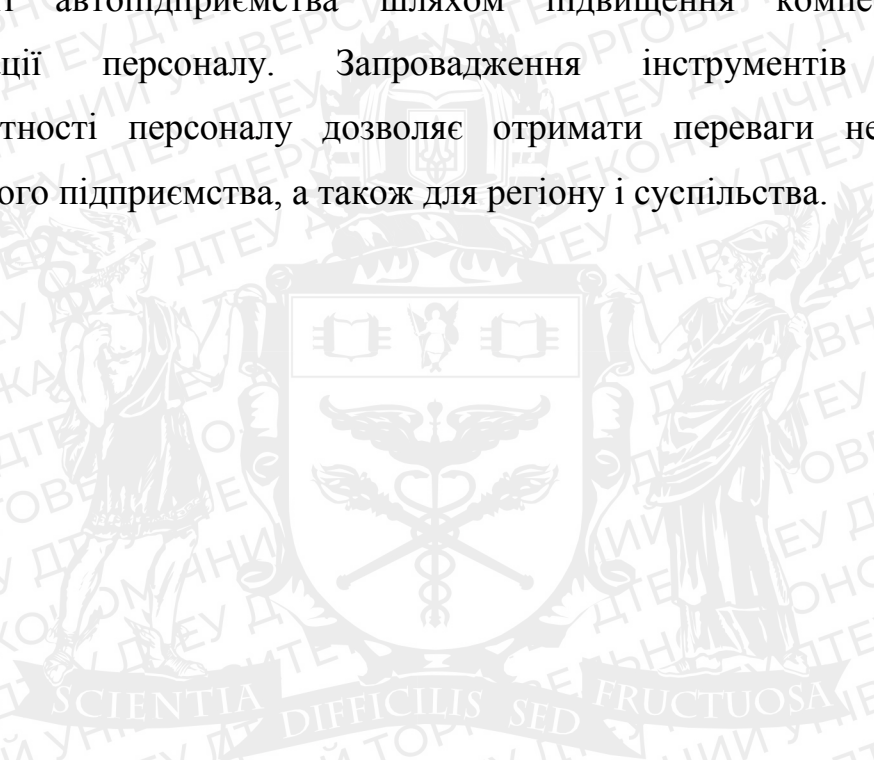 і автопідприємства шляхом підвищення компе
ції персоналу. Запровадження інструментів
тності персоналу дозволяє отримати переваги не
ого підприємства, а також для регіону і суспільства.
SCIENTIA DIFFICILIS SED FRUCTUOSA